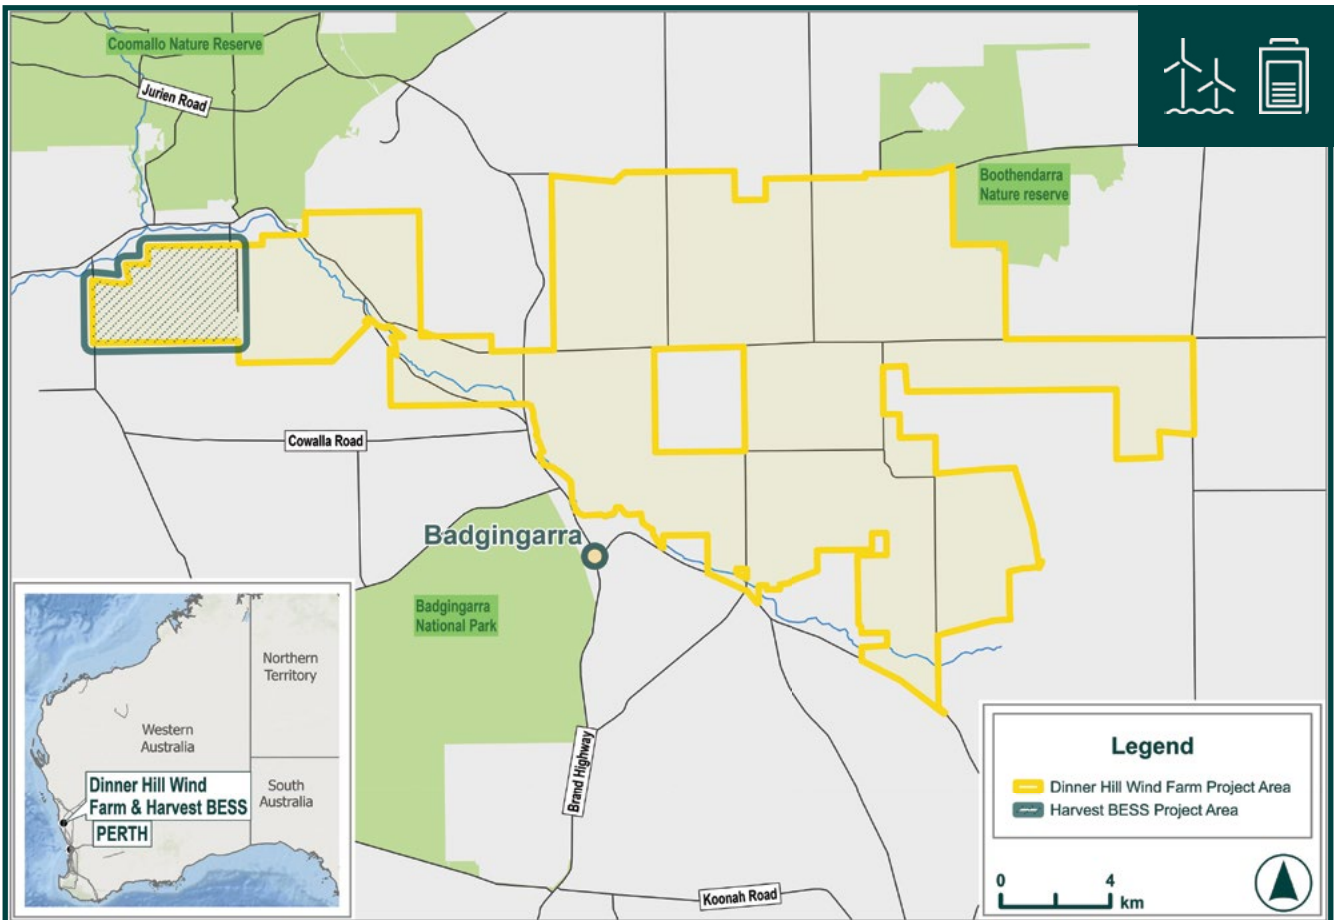 Coomallo Nature Reserve
Jurien Road
Boothendarra
Nature reserve
Cowalla Road
Badgingarra
Badgingarra
National Park
Brand Highway
Koonah Road
Northern
Territory
Western
Australia
South
Australia
Dinner Hill Wind
Farm & Harvest BESS
PERTH
Legend
Dinner Hill Wind Farm Project Area
Harvest BESS Project Area
0 4
km